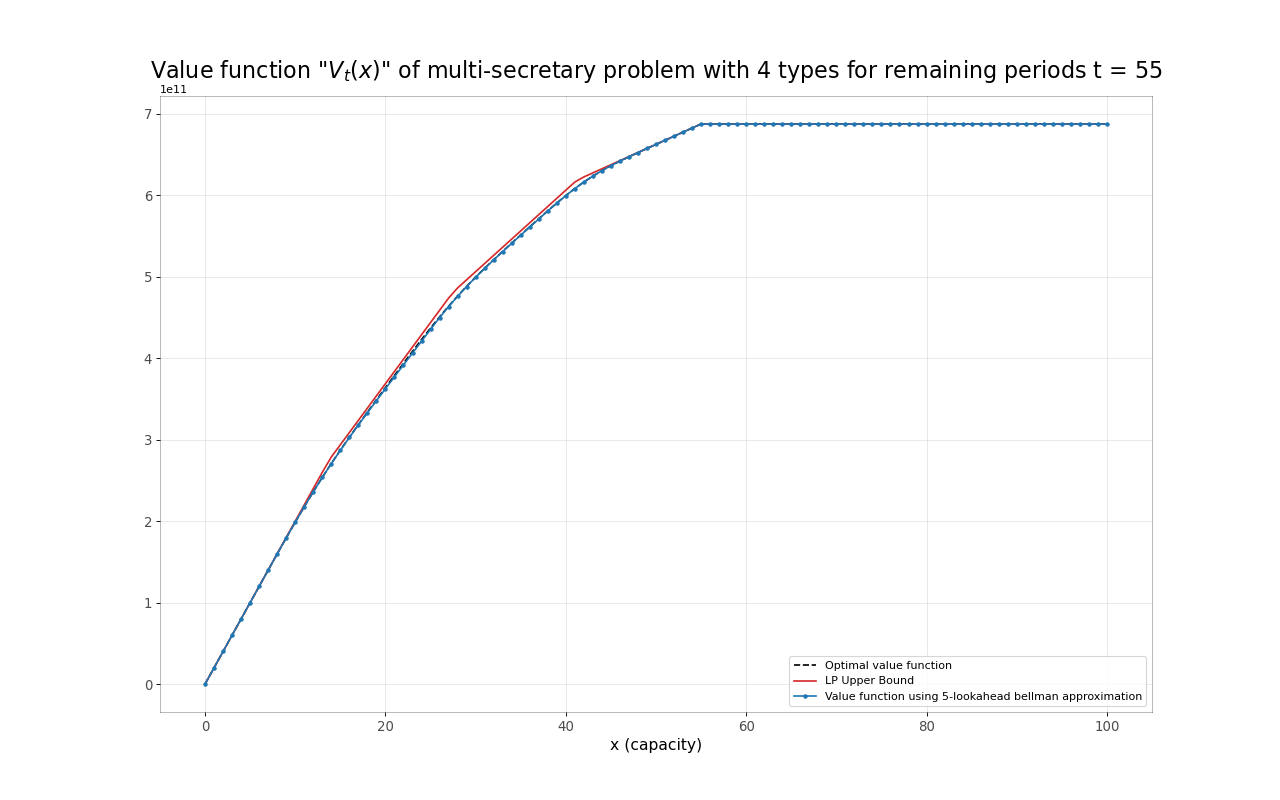 Value function "V_t(x)" of multi-secretary problem with 4 types for remaining periods t = 55
1e11
7
6
5
4
3
2
1
0
Optimal value function
LP Upper Bound
Value function using 5-lookahead bellman approximation
0 20 40 60 80 100
x (capacity)